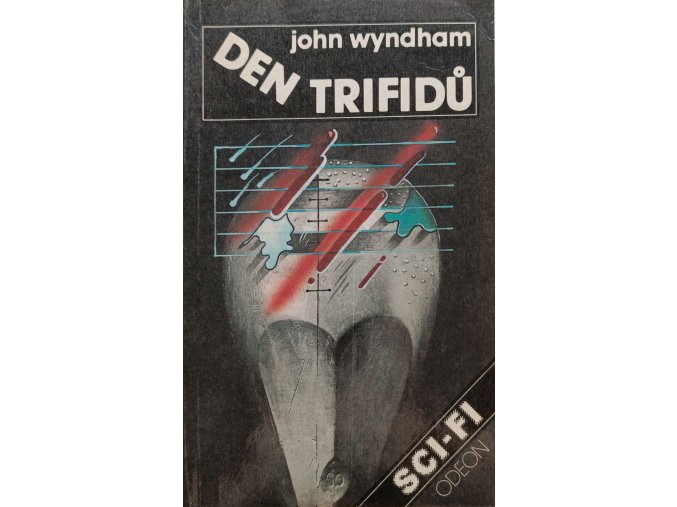 john wyndham
DEN
TRIFIDŮ
SCI-FI
ODEON